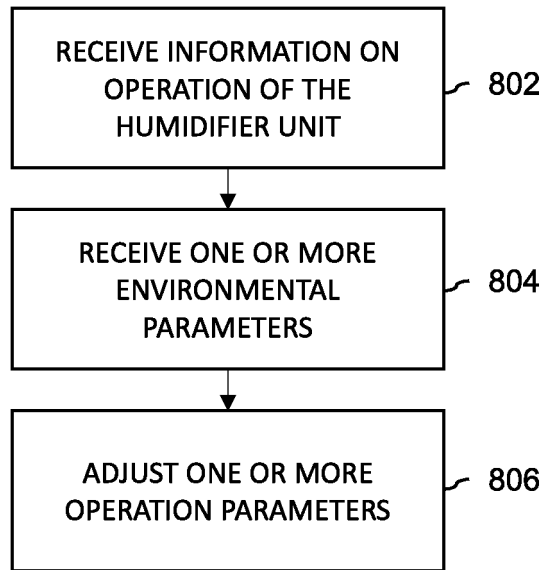 RECEIVE INFORMATION ON
OPERATION OF THE
HUMIDIFIER UNIT
802
RECEIVE ONE OR MORE
ENVIRONMENTAL
PARAMETERS
804
ADJUST ONE OR MORE
OPERATION PARAMETERS
806